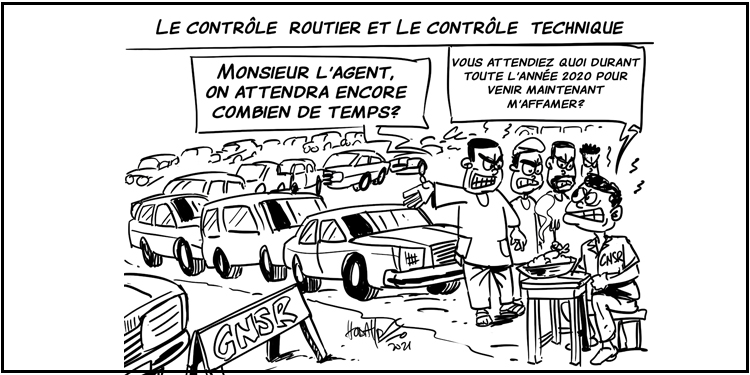 LE CONTRÔLE ROUTIER ET LE CONTRÔLE TECHNIQUE
MONSIEUR L'AGENT,
ON ATTENDRA ENCORE
COMBIEN DE TEMPS?
VOUS ATTENDIEZ QUOI DURANT
TOUTE L'ANNÉE 2020 POUR
VENIR MAINTENANT
M'AFFAMER?
CNSR
GNSR
2021